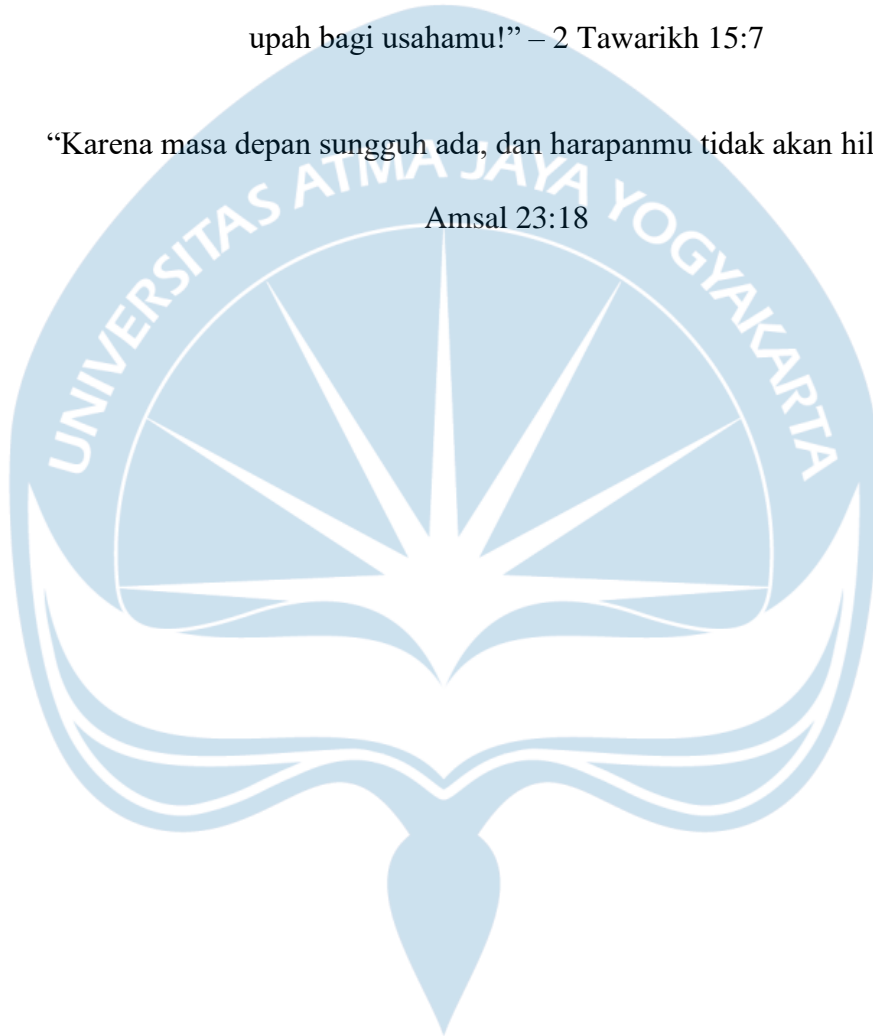 upah bagi usahamu!” – 2 Tawarikh 15:7
“Karena masa depan sungguh ada, dan harapanmu tidak akan hil
Amsal 23:18
UNIVERSITAS ATMA JAYA YOGYAKARTA